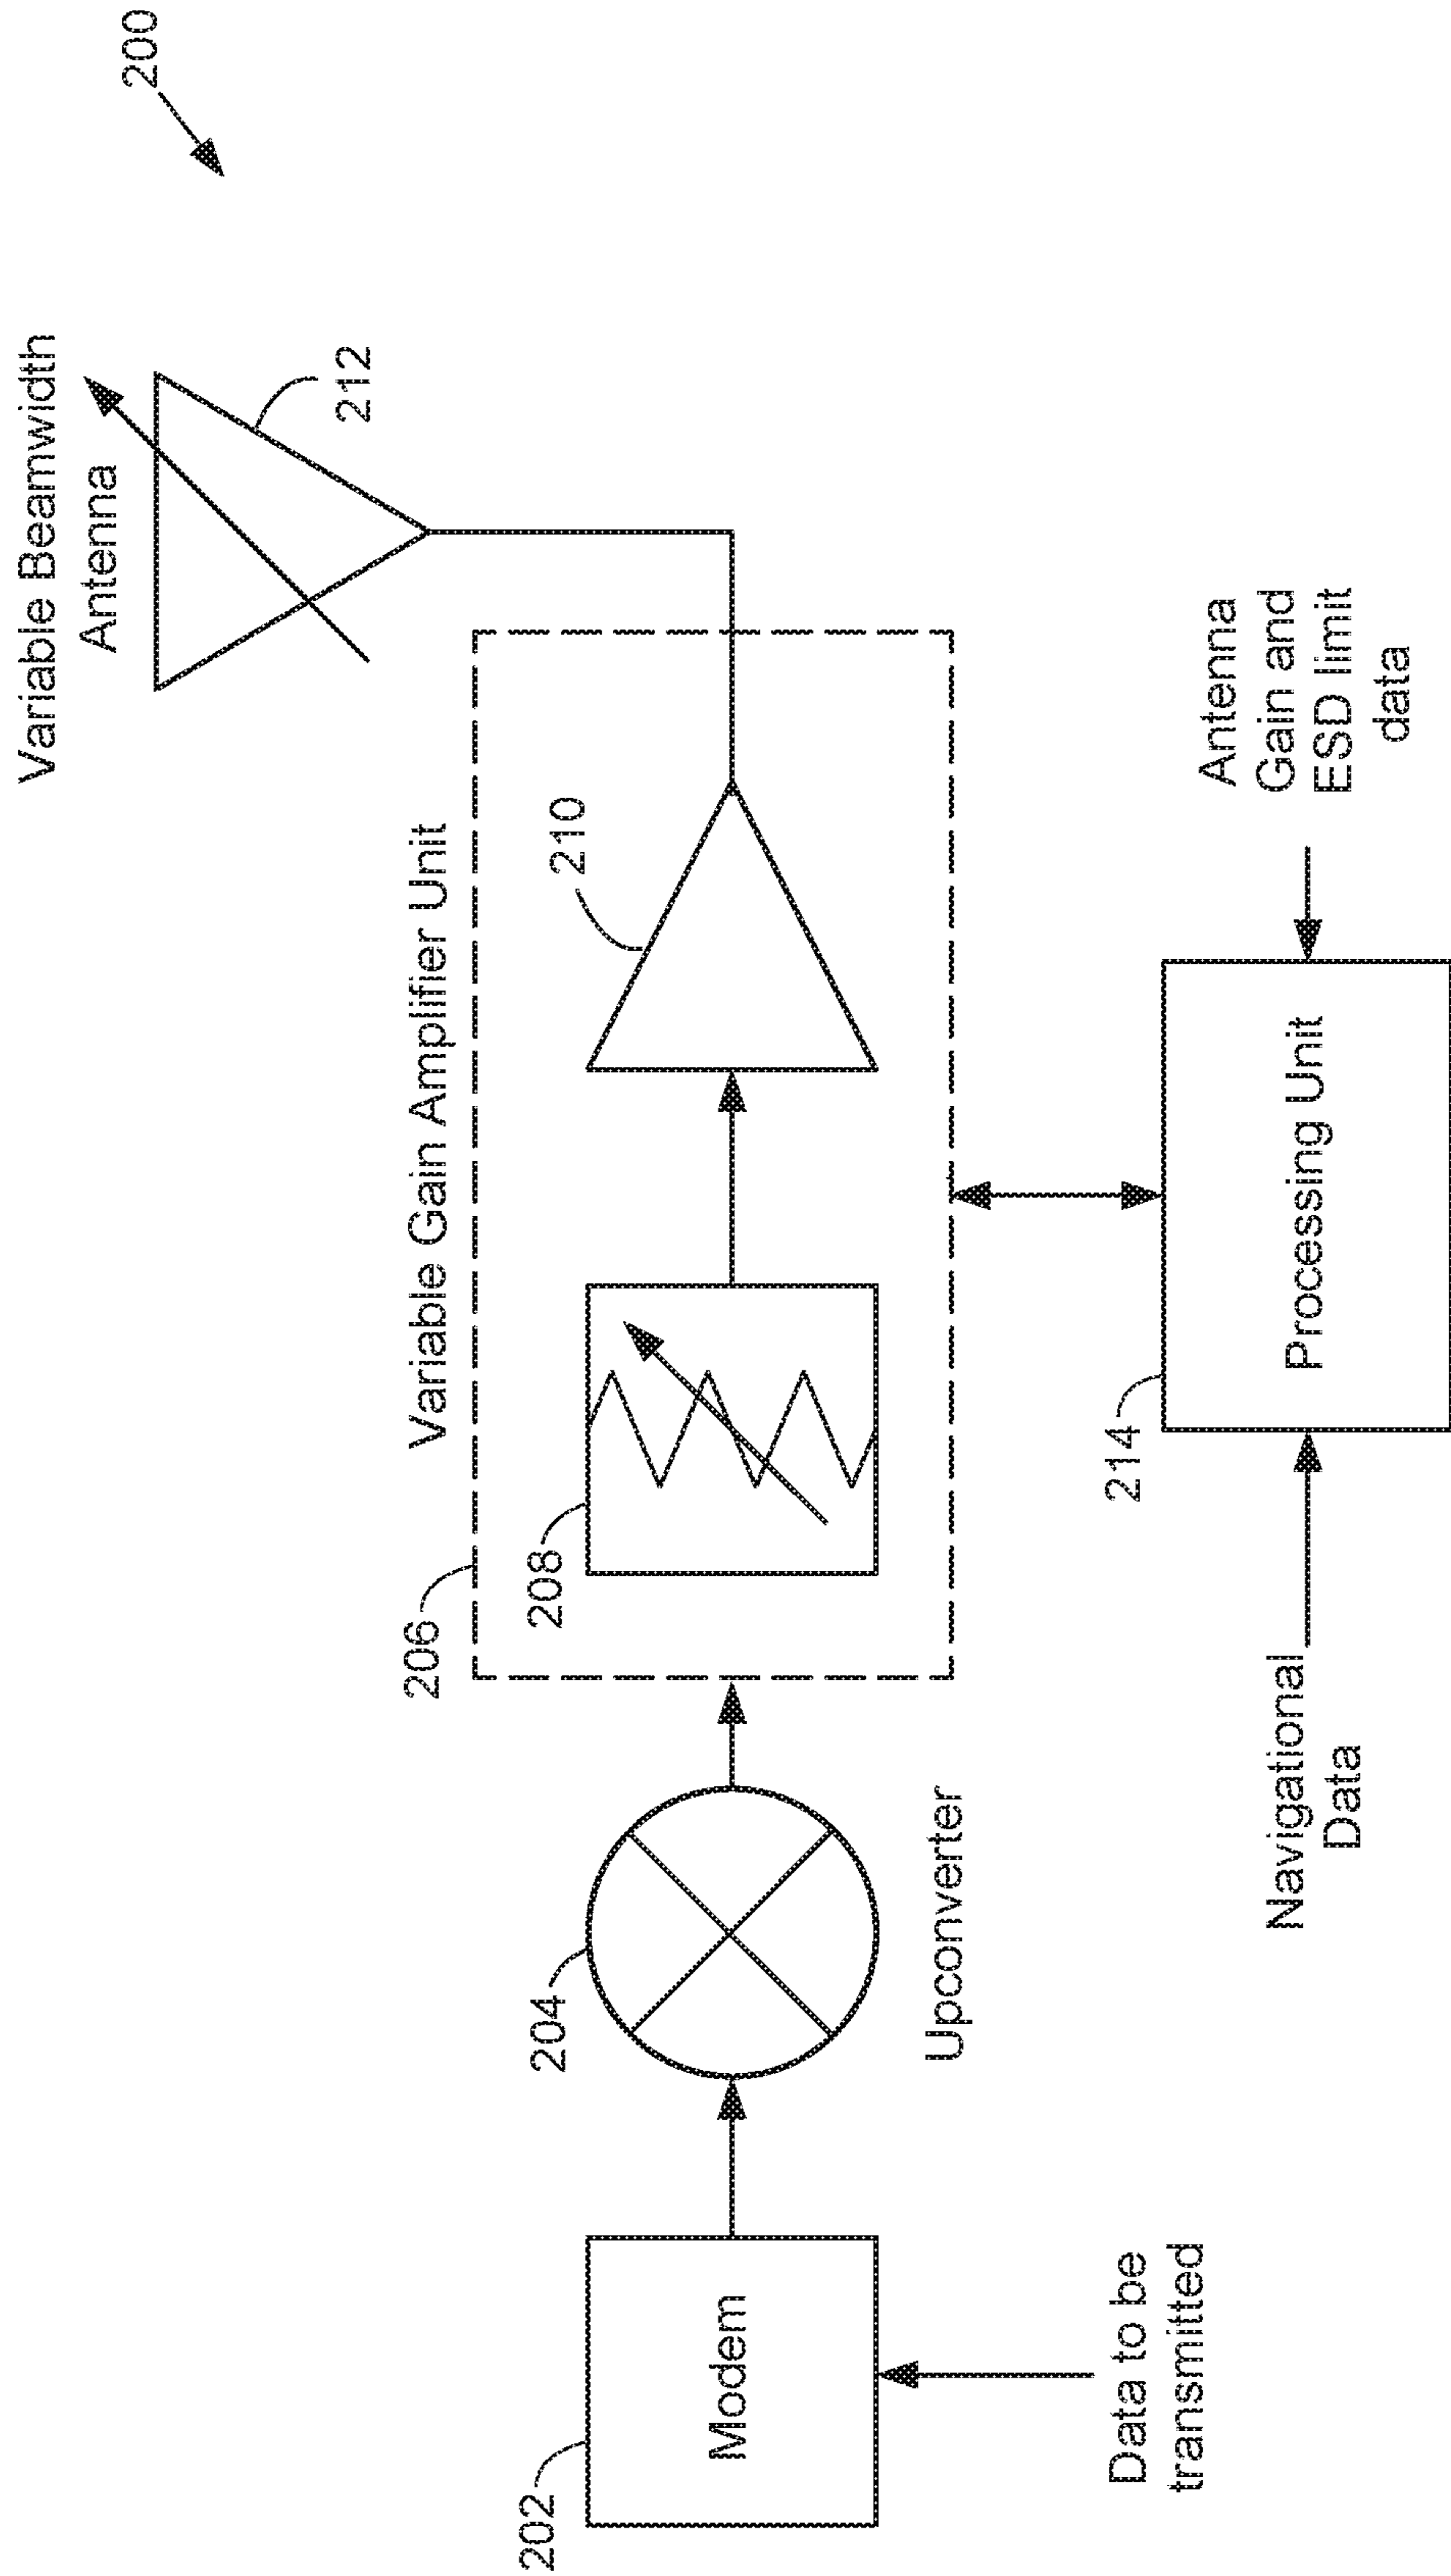 200
Variable Beamwidth
Antenna
212
Variable Gain Amplifier Unit
206
208
210
204
Upconverter
202
Modem
Data to be
transmitted
214
Processing Unit
Navigational
Data
Antenna
Gain and
ESD limit
data